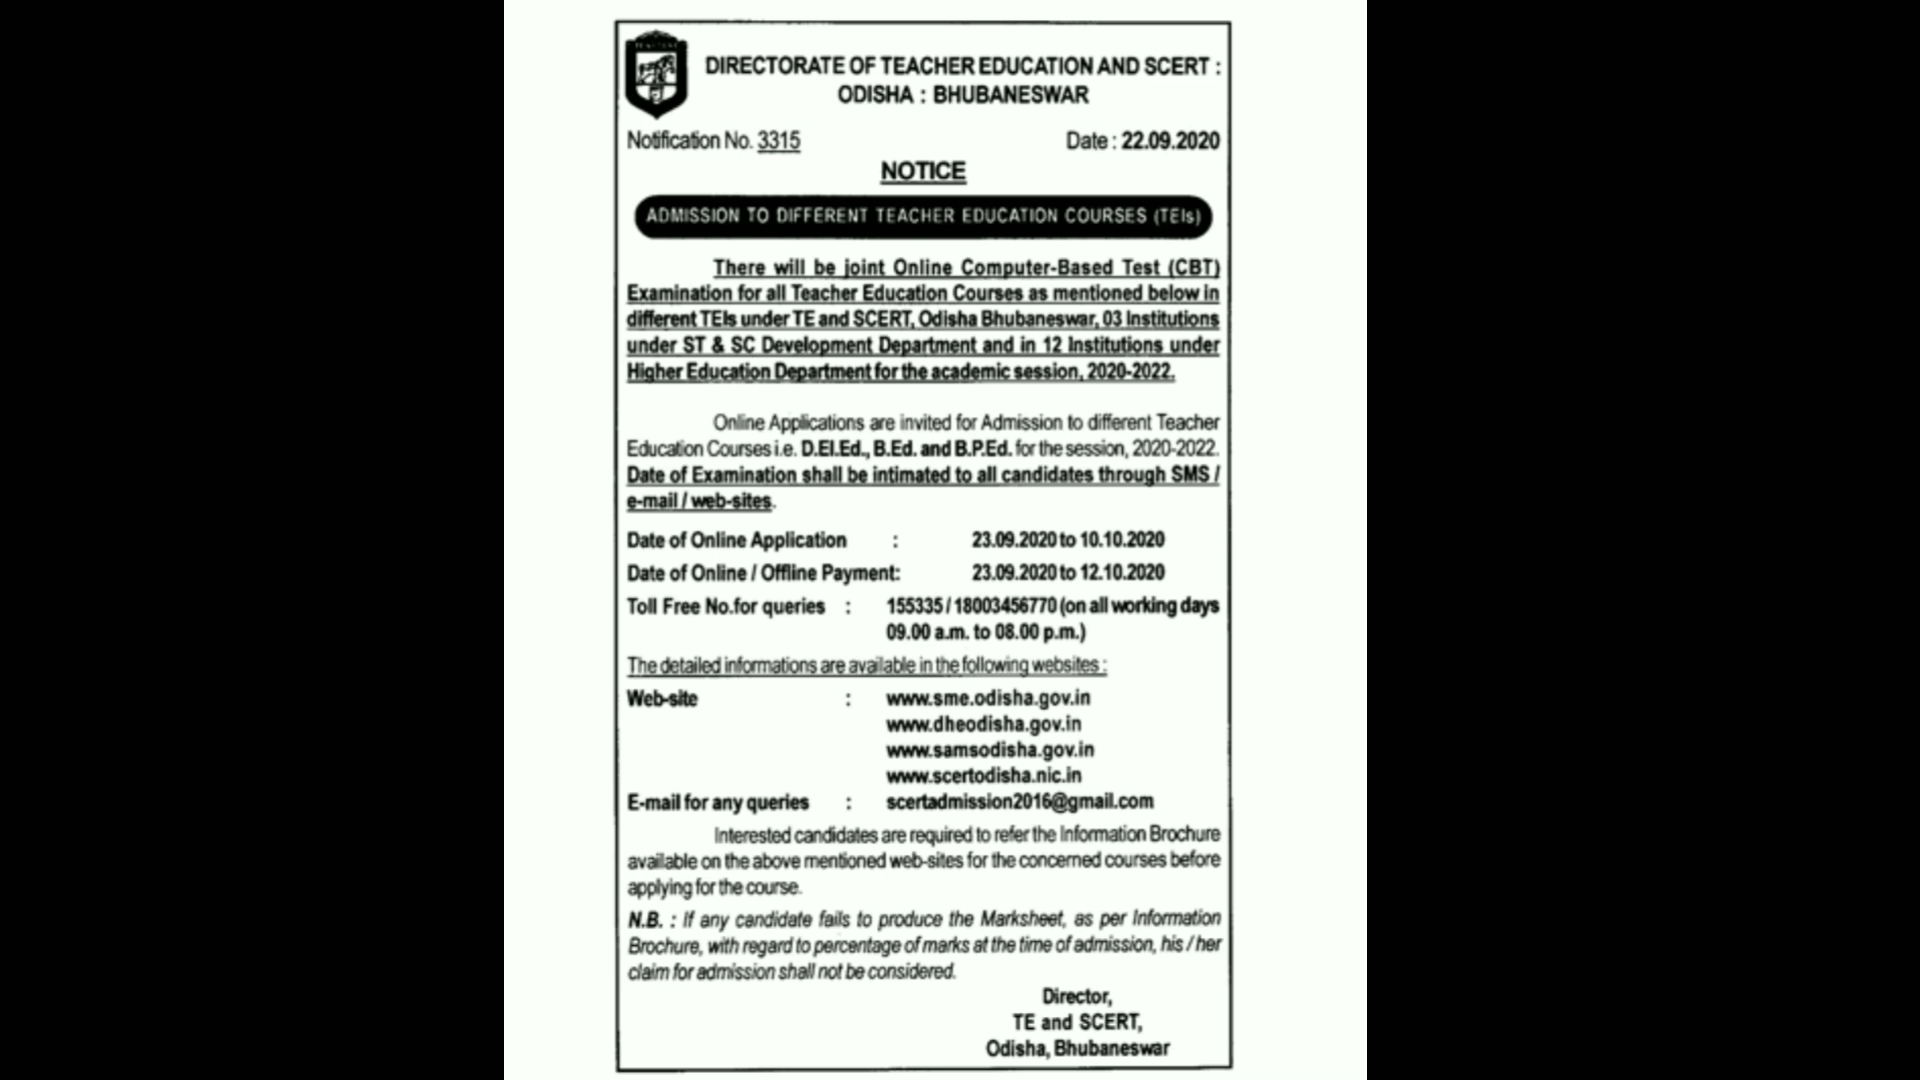 DIRECTORATE OF TEACHER EDUCATION AND SCERT :
ODISHA : BHUBANESWAR
Notification No. 3315 Date : 22.09.2020
NOTICE
ADMISSION TO DIFFERENT TEACHER EDUCATION COURSES (TEIs)
There will be joint Online Computer-Based Test (CBT)
Examination for all Teacher Education Courses as mentioned below in
different TEIs under TE and SCERT, Odisha Bhubaneswar, 03 Institutions
under ST & SC Development Department and in 12 Institutions under
Higher Education Department for the academic session, 2020-2022.
Online Applications are invited for Admission to different Teacher
Education Courses i.e. D.El.Ed., B.Ed. and B.P.Ed. for the session, 2020-2022.
Date of Examination shall be intimated to all candidates through SMS /
e-mail / web-sites.
Date of Online Application : 23.09.2020 to 10.10.2020
Date of Online / Offline Payment: 23.09.2020 to 12.10.2020
Toll Free No.for queries : 155335 / 18003456770 (on all working days
09.00 a.m. to 08.00 p.m.)
The detailed informations are available in the following websites :
Web-site : www.sme.odisha.gov.in
www.dheodisha.gov.in
www.samsodisha.gov.in
www.scertodisha.nic.in
E-mail for any queries : scertadmission2016@gmail.com
Interested candidates are required to refer the Information Brochure
available on the above mentioned web-sites for the concerned courses before
applying for the course.
N.B. : If any candidate fails to produce the Marksheet, as per Information
Brochure, with regard to percentage of marks at the time of admission, his / her
claim for admission shall not be considered.
Director,
TE and SCERT,
Odisha, Bhubaneswar